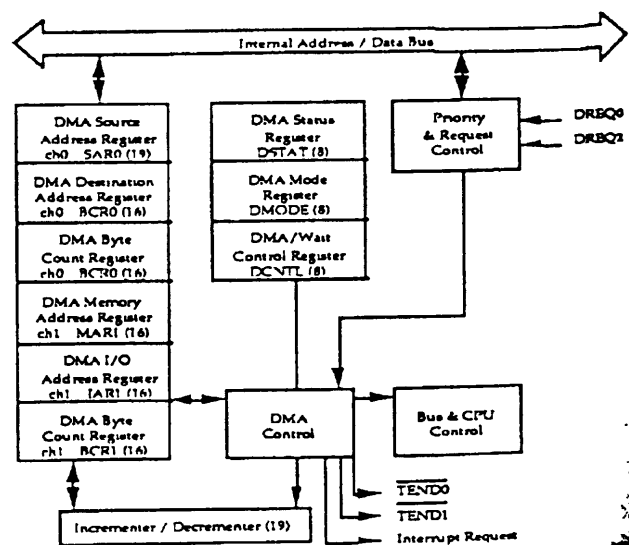 Internal Address / Data Bus
DMA Source
Address Register
ch0 SAR0 (19)
DMA Destination
Address Register
ch0 BCR0 (16)
DMA Byte
Count Register
ch0 BCR0 (16)
DMA Memory
Address Register
ch1 MAR1 (16)
DMA I/O
Address Register
ch1 IAR1 (16)
DMA Byte
Count Register
ch1 BCR1 (16)
DMA Status
Register
DSTAT (8)
DMA Mode
Register
DMODE (8)
DMA/Wait
Control Register
DCNTL (8)
Priority
& Request
Control
DREQ0
DREQ2
DMA
Control
Bus & CPU
Control
TEND0
TEND1
Interrupt Request
Incrementer / Decrementer (19)